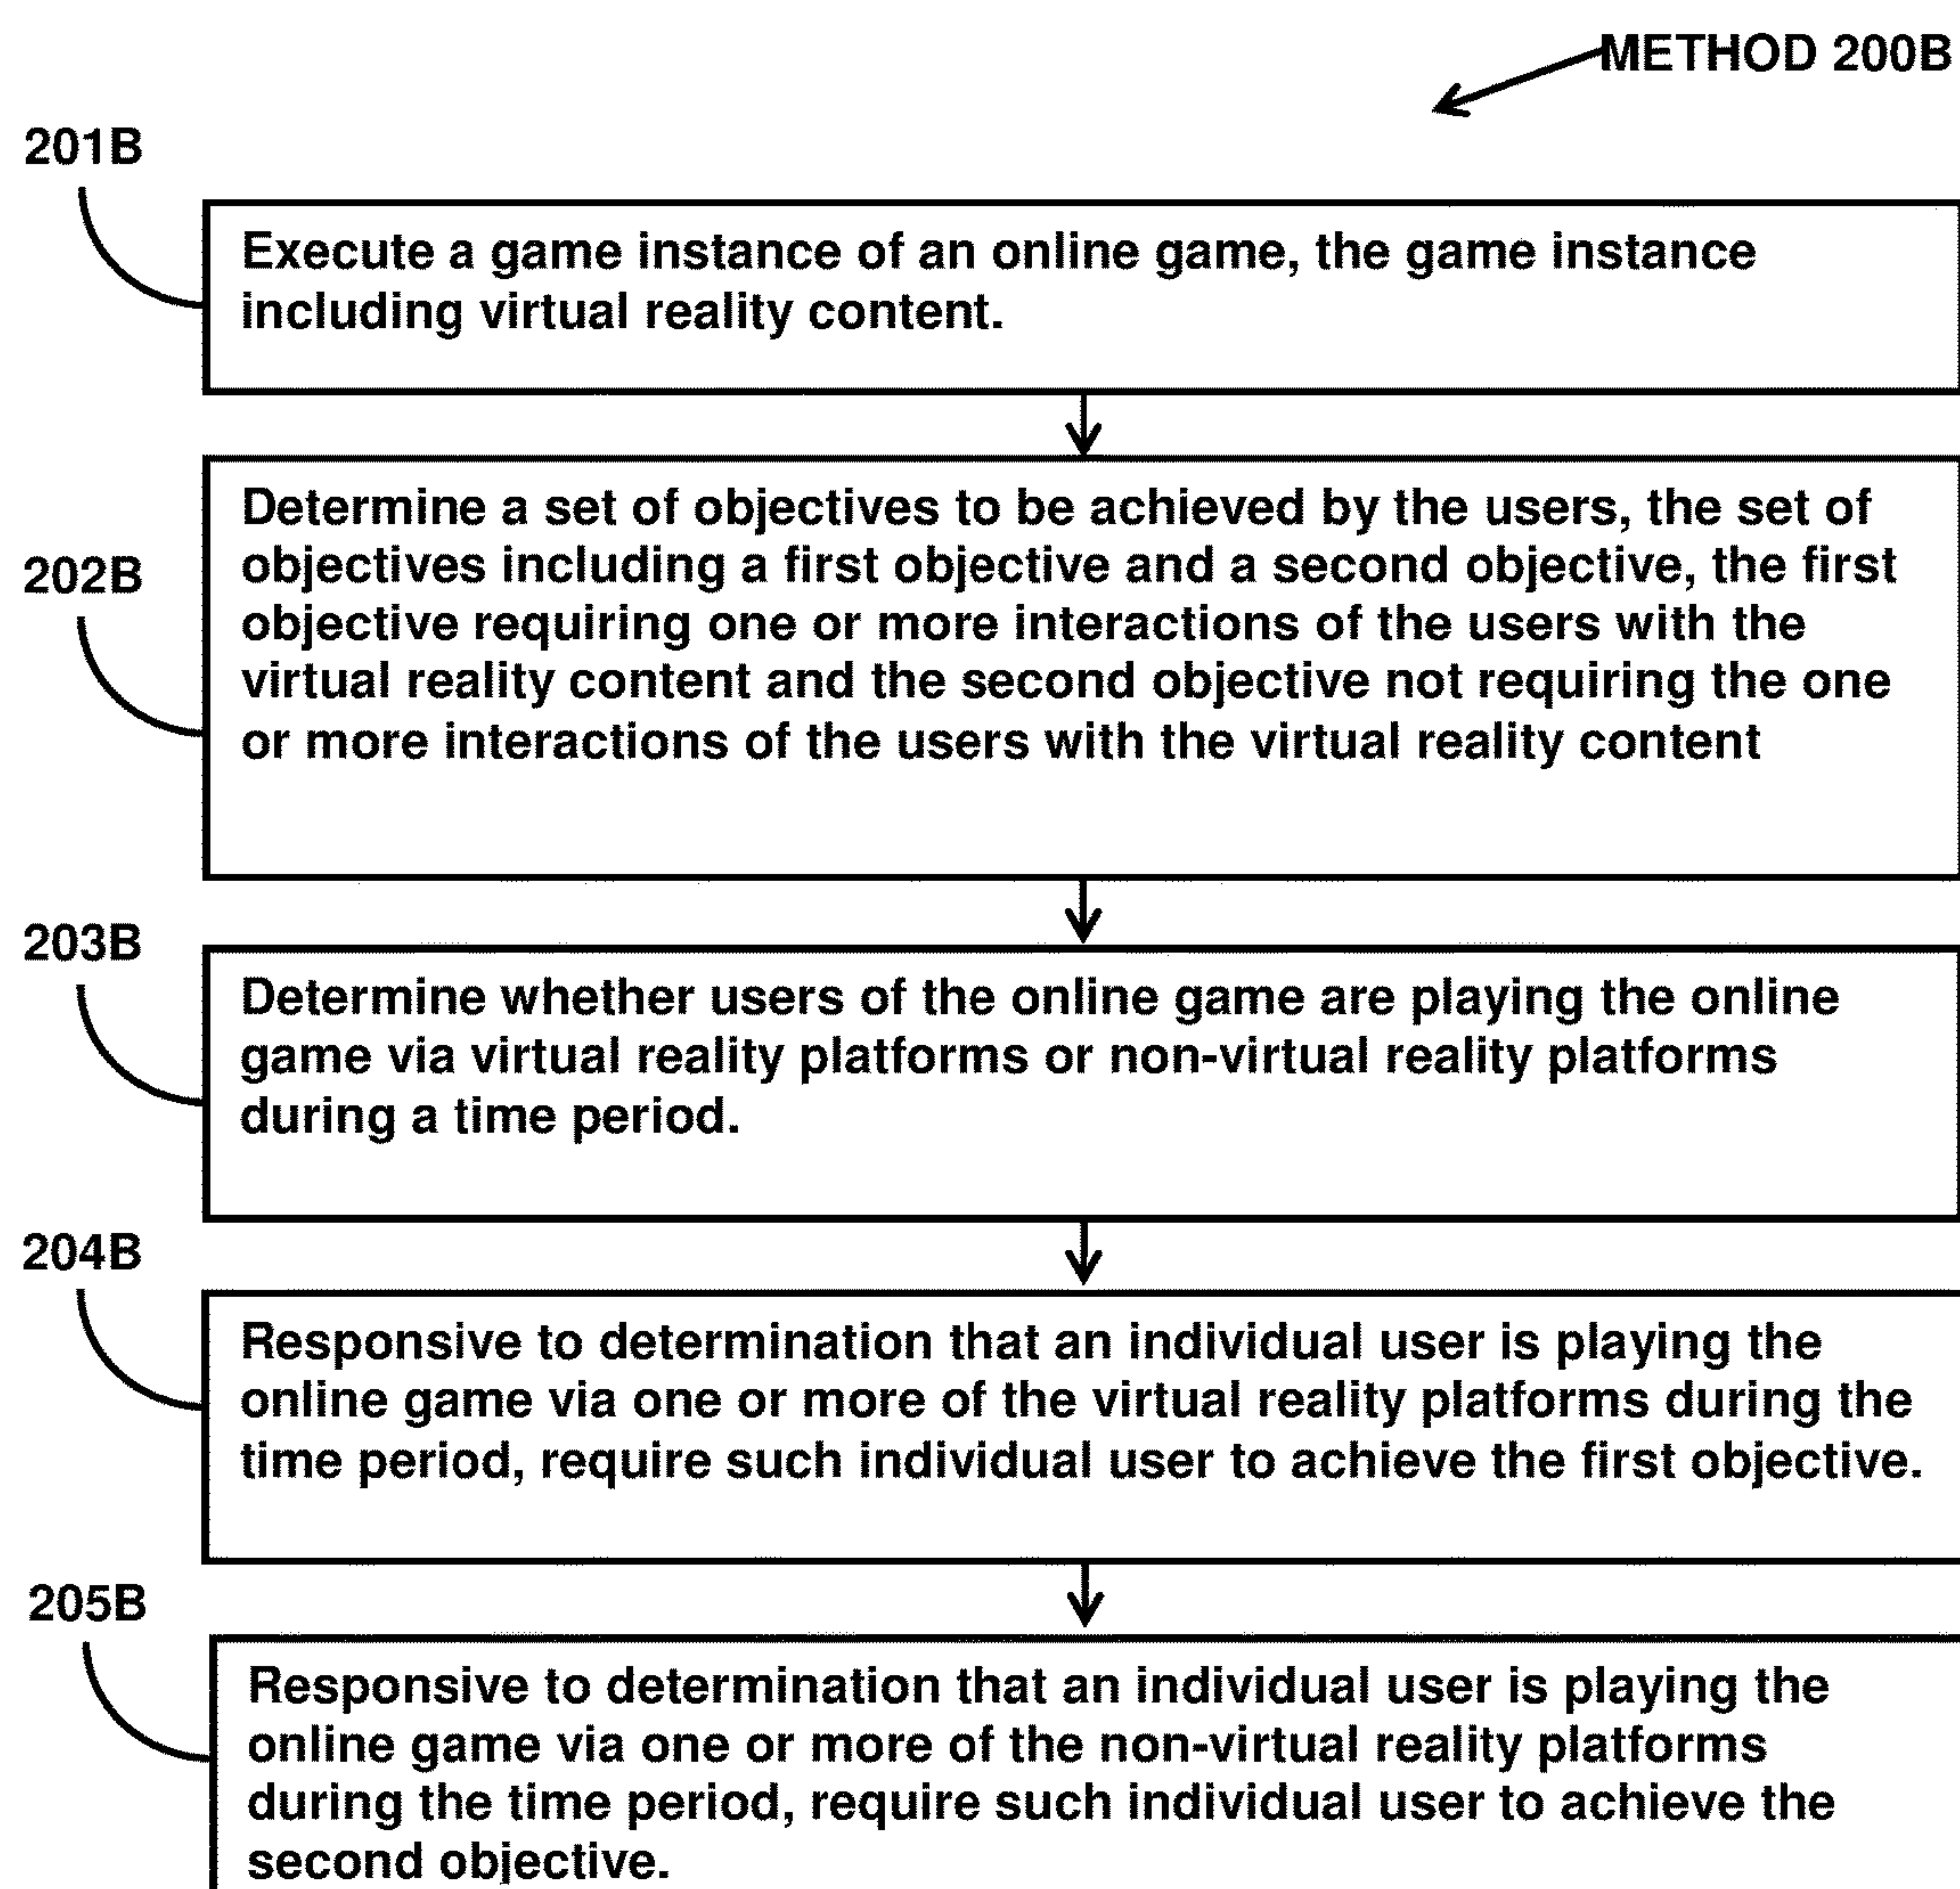 METHOD 200B
201B
Execute a game instance of an online game, the game instance
including virtual reality content.
202B
Determine a set of objectives to be achieved by the users, the set of
objectives including a first objective and a second objective, the first
objective requiring one or more interactions of the users with the
virtual reality content and the second objective not requiring the one
or more interactions of the users with the virtual reality content
203B
Determine whether users of the online game are playing the online
game via virtual reality platforms or non-virtual reality platforms
during a time period.
204B
Responsive to determination that an individual user is playing the
online game via one or more of the virtual reality platforms during the
time period, require such individual user to achieve the first objective.
205B
Responsive to determination that an individual user is playing the
online game via one or more of the non-virtual reality platforms
during the time period, require such individual user to achieve the
second objective.